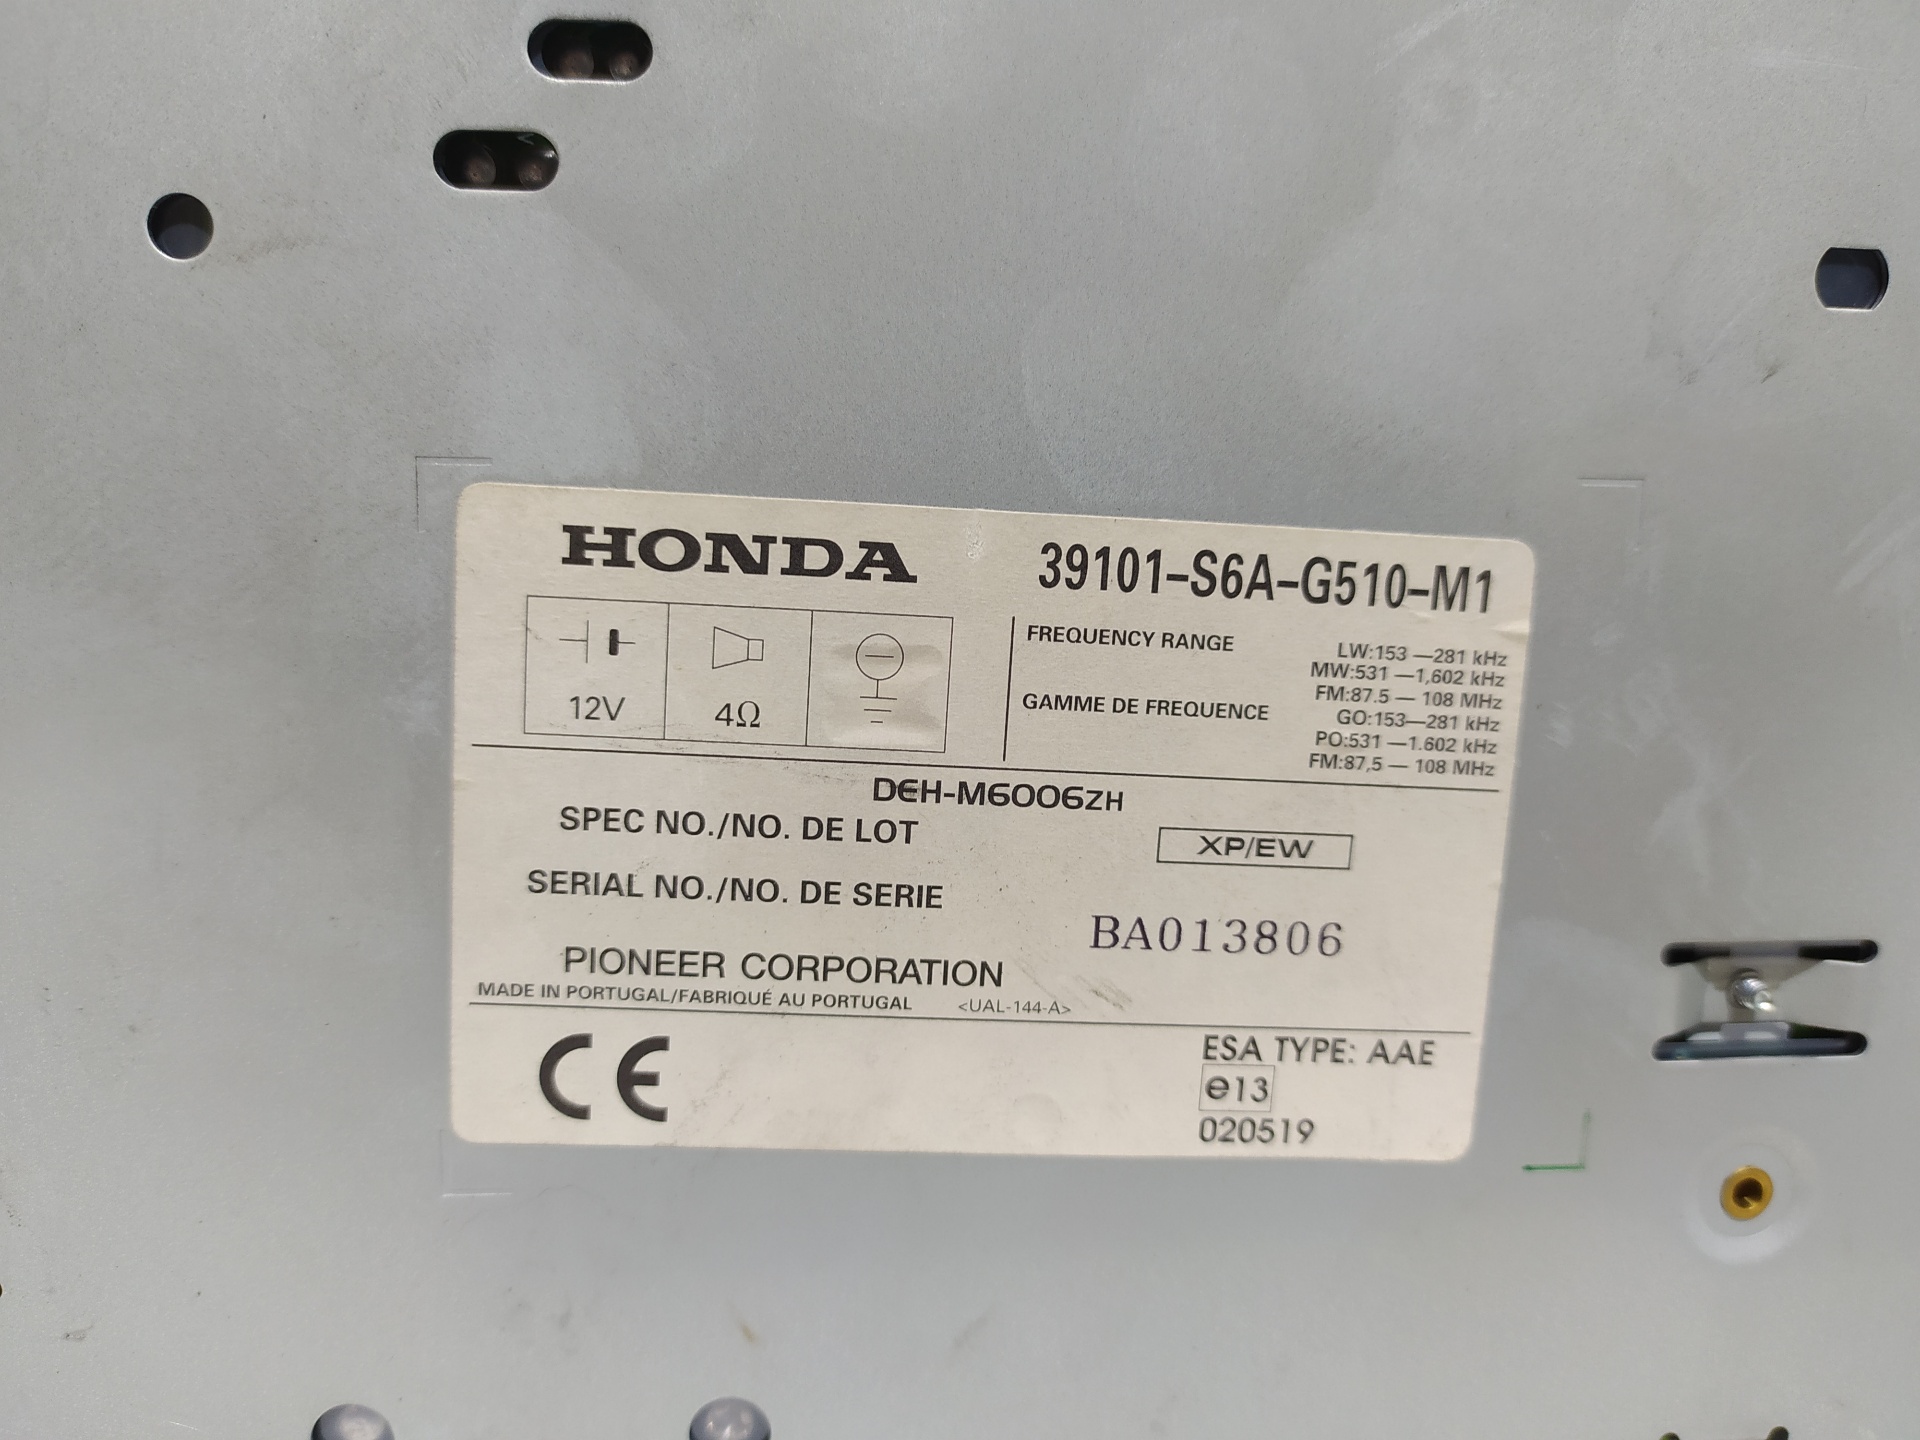 HONDA
39101-S6A-G510-M1
12V
4Ω
FREQUENCY RANGE
LW:153 —281 kHz
MW:531 —1,602 kHz
FM:87.5 — 108 MHz
GAMME DE FREQUENCE
GO:153—281 kHz
PO:531 —1.602 kHz
FM:87,5 — 108 MHz
DEH-M6006ZH
SPEC NO./NO. DE LOT
XP/EW
SERIAL NO./NO. DE SERIE
BA013806
PIONEER CORPORATION
MADE IN PORTUGAL/FABRIQUÉ AU PORTUGAL <UAL-144-A>
CE
ESA TYPE: AAE
e13
020519